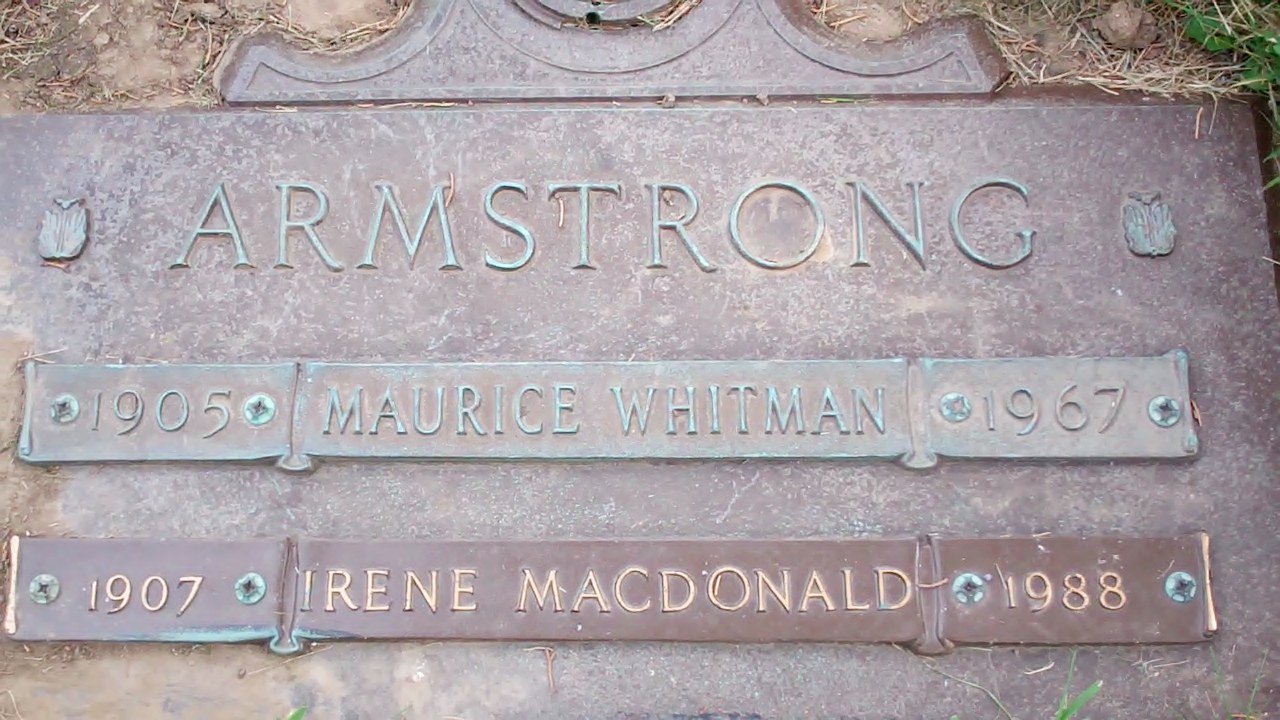 ARMSTRONG
1905 MAURICE WHITMAN 1967
1907 IRENE MACDONALD 1988